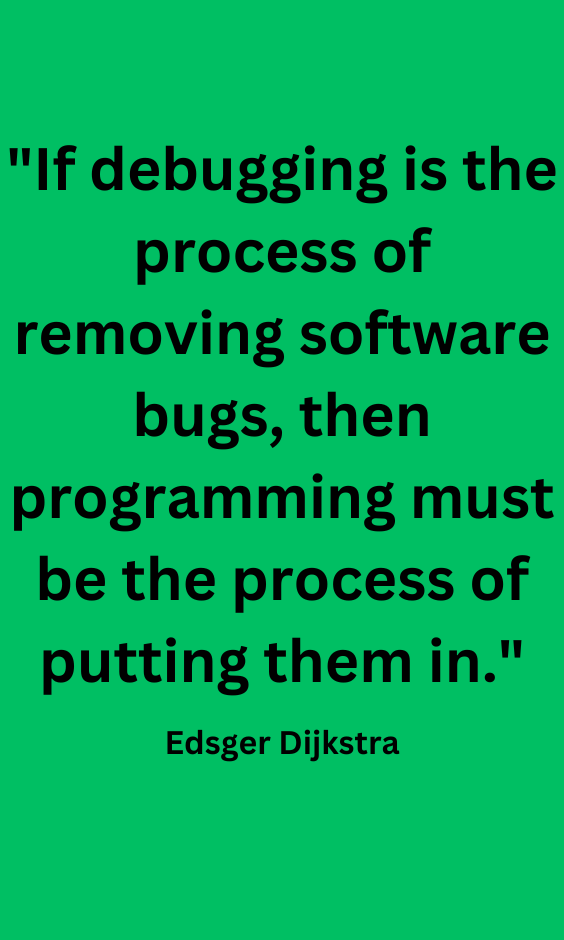 "If debugging is the
process of
removing software
bugs, then
programming must
be the process of
putting them in."
Edsger Dijkstra